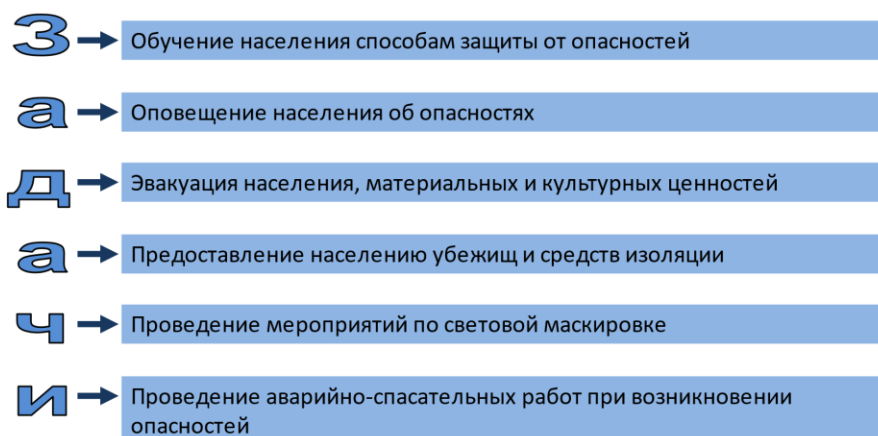 З Обучение населения способам защиты от опасностей
а Оповещение населения об опасностях
д Эвакуация населения, материальных и культурных ценностей
а Предоставление населению убежищ и средств изоляции
ч Проведение мероприятий по световой маскировке
и Проведение аварийно-спасательных работ при возникновении
опасностей